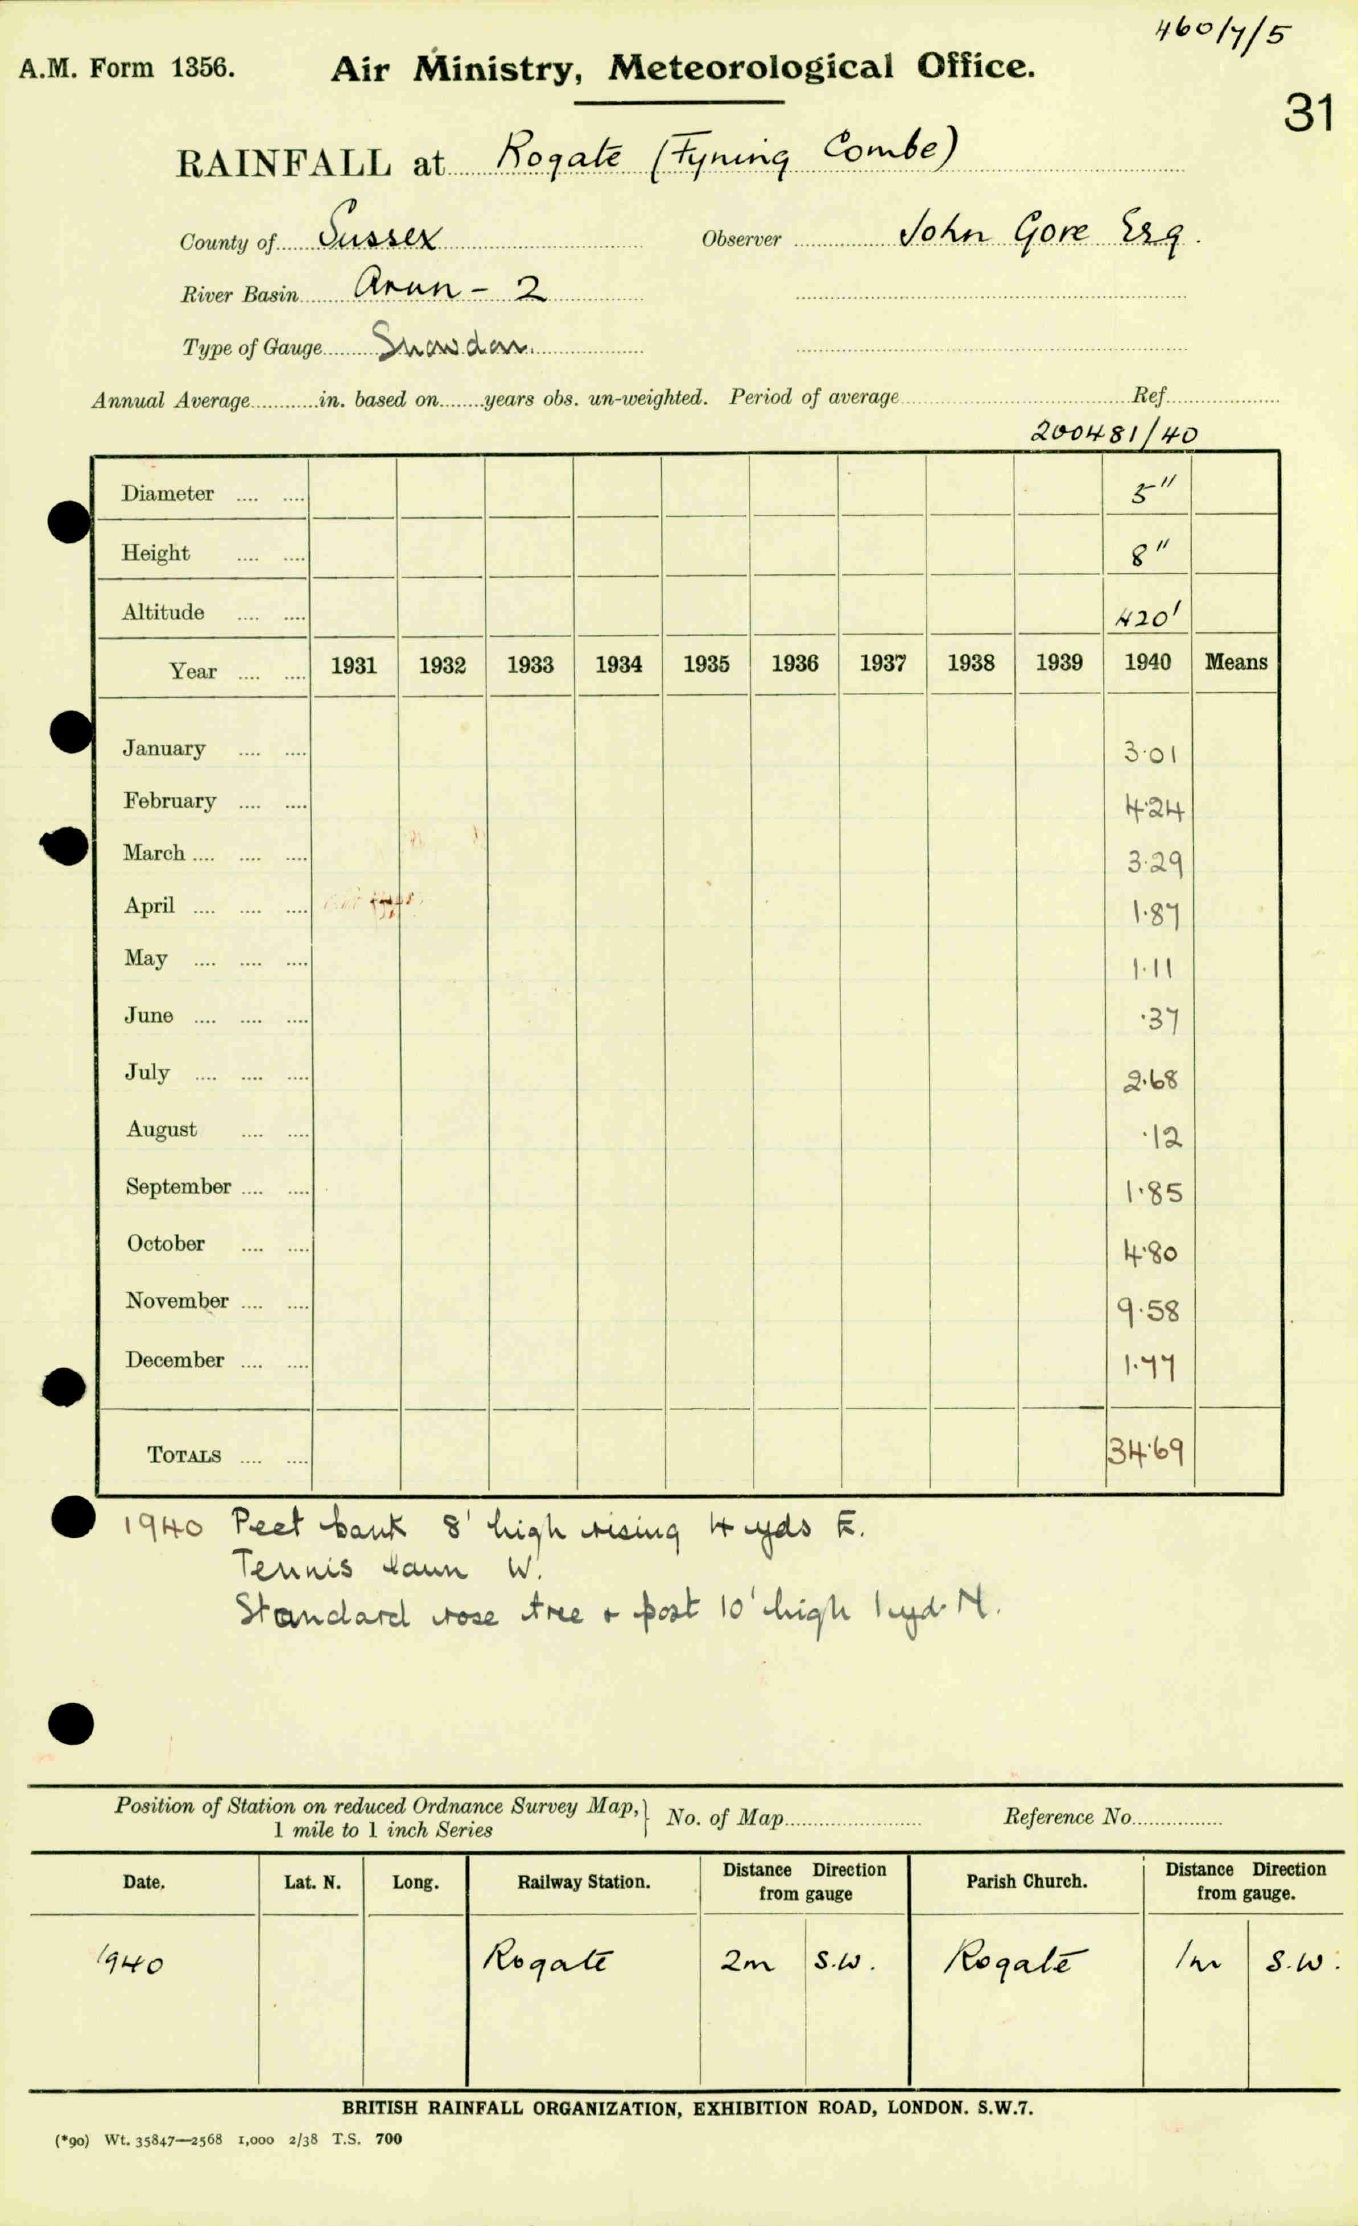 460/7/5
A.M. Form 1356. Air Ministry, Meteorological Office.
31
RAINFALL at Rogate (Fyning Combe)
County of Sussex Observer John Gore Esq.
River Basin Arun - 2
Type of Gauge Snowdon.
Annual Average in. based on years obs. un-weighted. Period of average Ref
200481/40
Diameter 5"
Height 8"
Altitude 420'
Year 1931 1932 1933 1934 1935 1936 1937 1938 1939 1940 Means
January 3.01
February 4.24
March 3.29
April 1.87
May 1.11
June .37
July 2.68
August .12
September 1.85
October 4.80
November 9.58
December 1.77
TOTALS 34.69
1940 Peet bank 8' high rising 4 yds E.
Tennis lawn W.
Standard rose tree + post 10' high 1 yd. N.
Position of Station on reduced Ordnance Survey Map, No. of Map Reference No.
1 mile to 1 inch Series
Date. Lat. N. Long. Railway Station. Distance from gauge Direction Parish Church. Distance from gauge. Direction
1940 Rogate 2m S.W. Rogate 1m S.W.
BRITISH RAINFALL ORGANIZATION, EXHIBITION ROAD, LONDON. S.W.7.
(*90) Wt. 35847—2568 1,000 2/38 T.S. 700